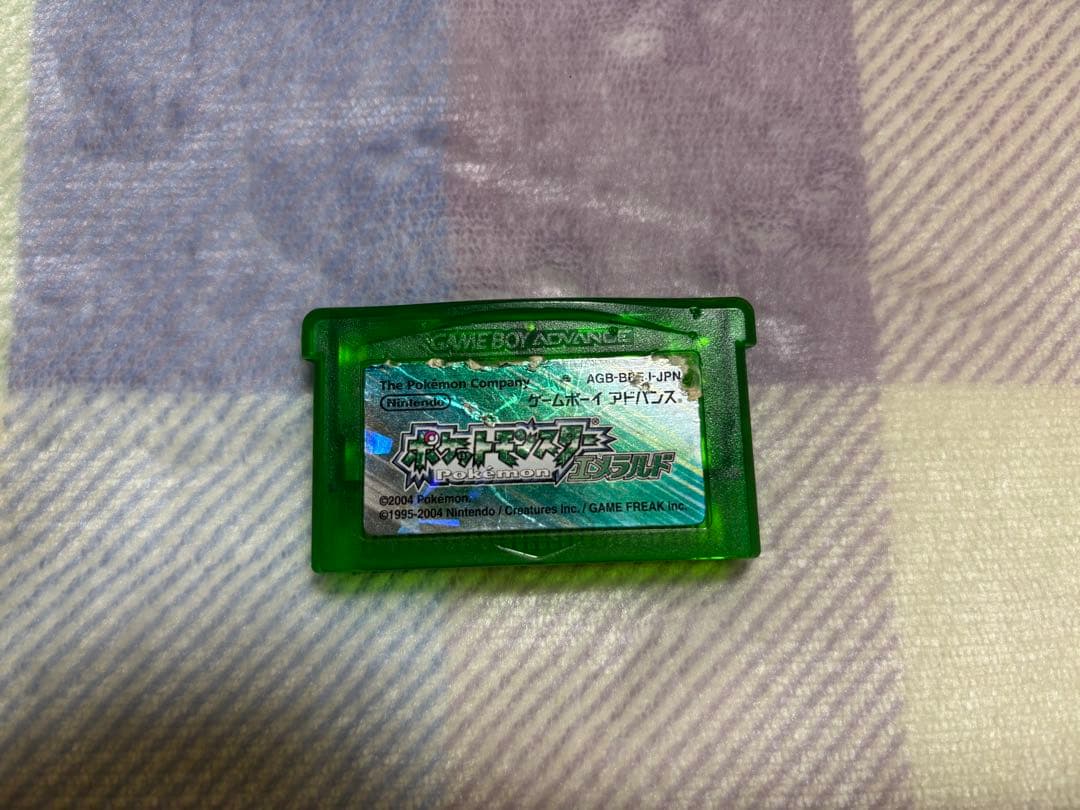 GAME BOY ADVANCE
The Pokémon Company
Nintendo
ゲームボーイ アドバンス
ポケットモンスター
Pokémon
エメラルド
©2004 Pokémon.
©1995-2004 Nintendo / Creatures inc. / GAME FREAK inc.